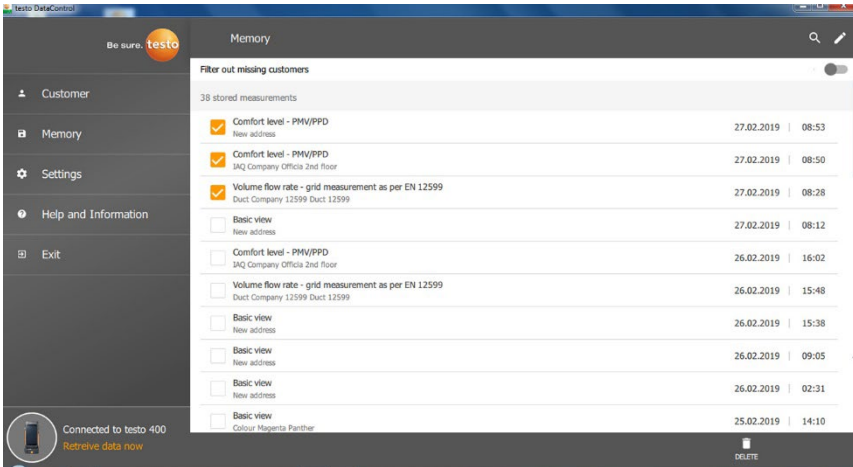 testo DataControl
Be sure. testo
Memory
Filter out missing customers
38 stored measurements
Customer
Memory
Settings
Help and Information
Exit
Comfort level - PMV/PPD
New address
27.02.2019 | 08:53
Comfort level - PMV/PPD
IAQ Company Officia 2nd floor
27.02.2019 | 08:50
Volume flow rate - grid measurement as per EN 12599
Duct Company 12599 Duct 12599
27.02.2019 | 08:28
Basic view
New address
27.02.2019 | 08:12
Comfort level - PMV/PPD
IAQ Company Officia 2nd floor
26.02.2019 | 16:02
Volume flow rate - grid measurement as per EN 12599
Duct Company 12599 Duct 12599
26.02.2019 | 15:48
Basic view
New address
26.02.2019 | 15:38
Basic view
New address
26.02.2019 | 09:05
Basic view
New address
26.02.2019 | 02:31
Basic view
Colour Magenta Panther
25.02.2019 | 14:10
Connected to testo 400
Retreive data now
DELETE